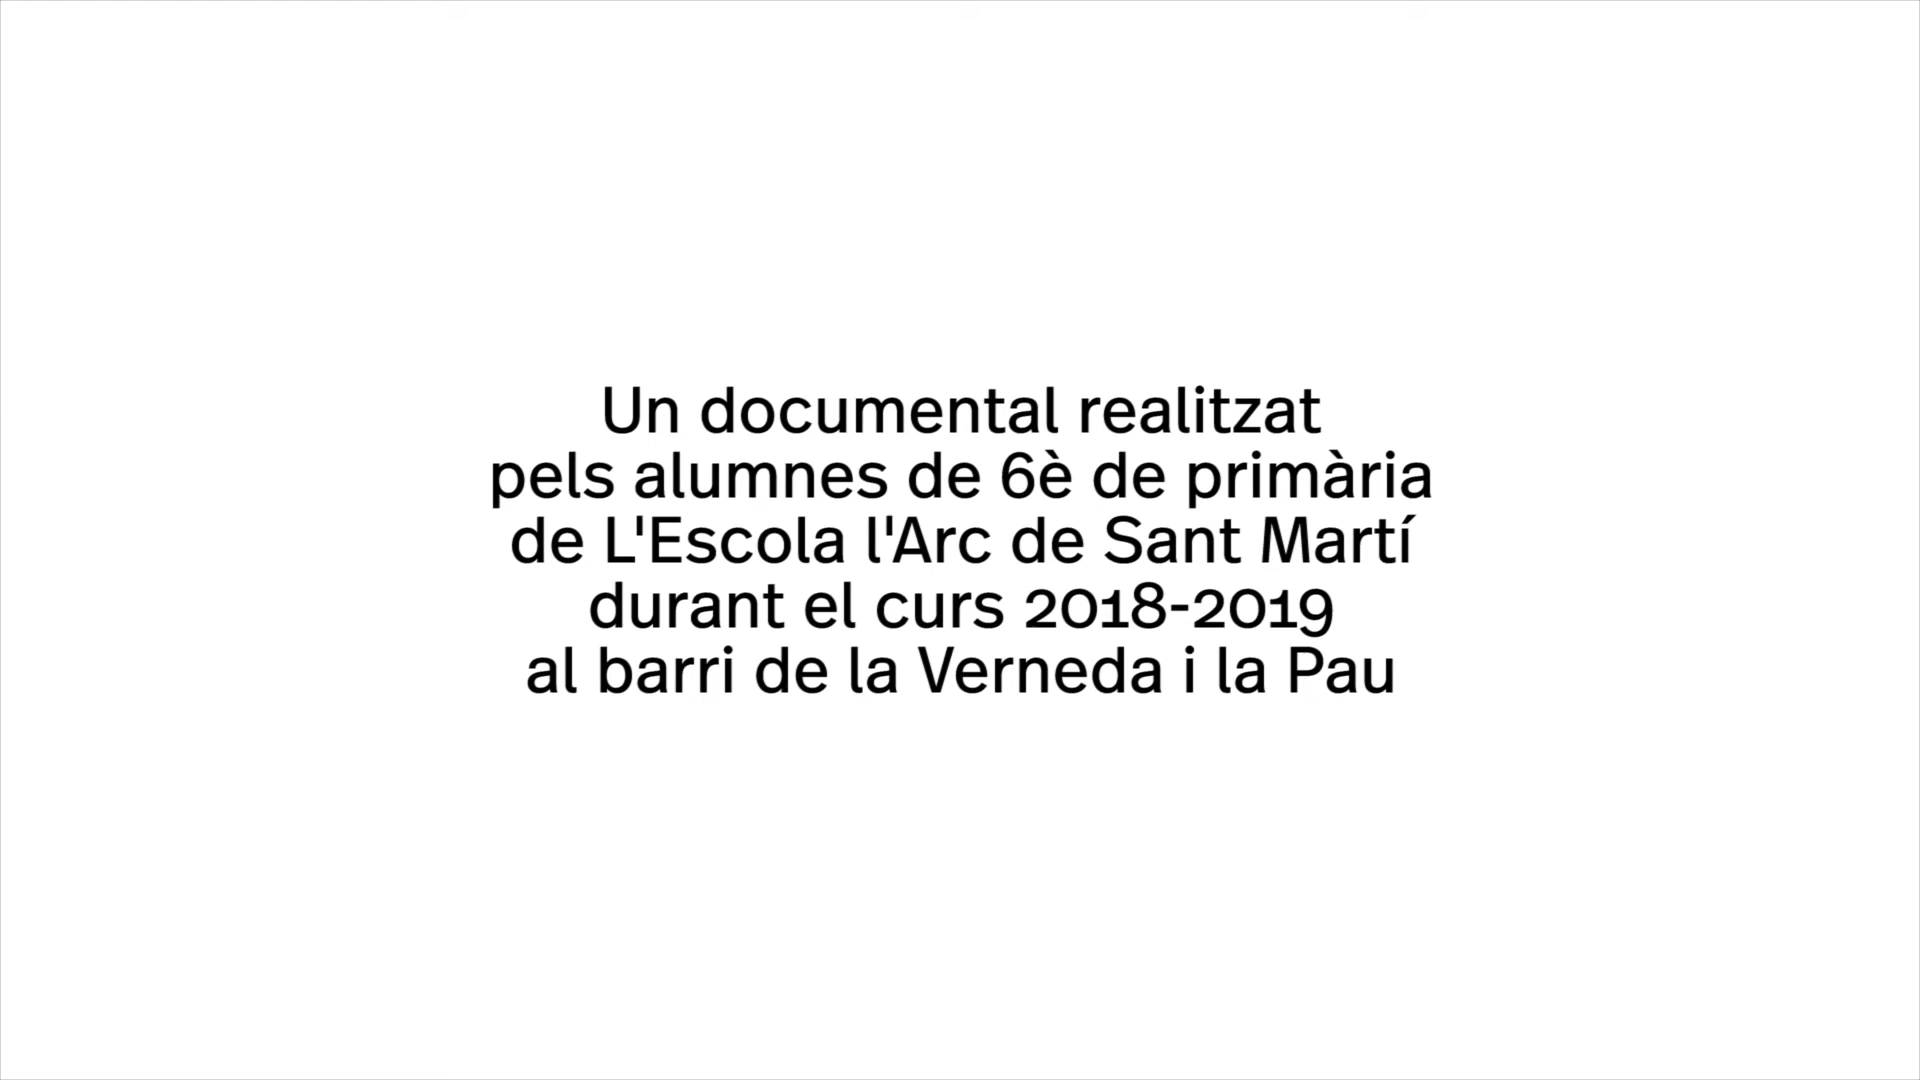 Un documental realitzat
pels alumnes de 6è de primària
de L'Escola l'Arc de Sant Martí
durant el curs 2018-2019
al barri de la Verneda i la Pau